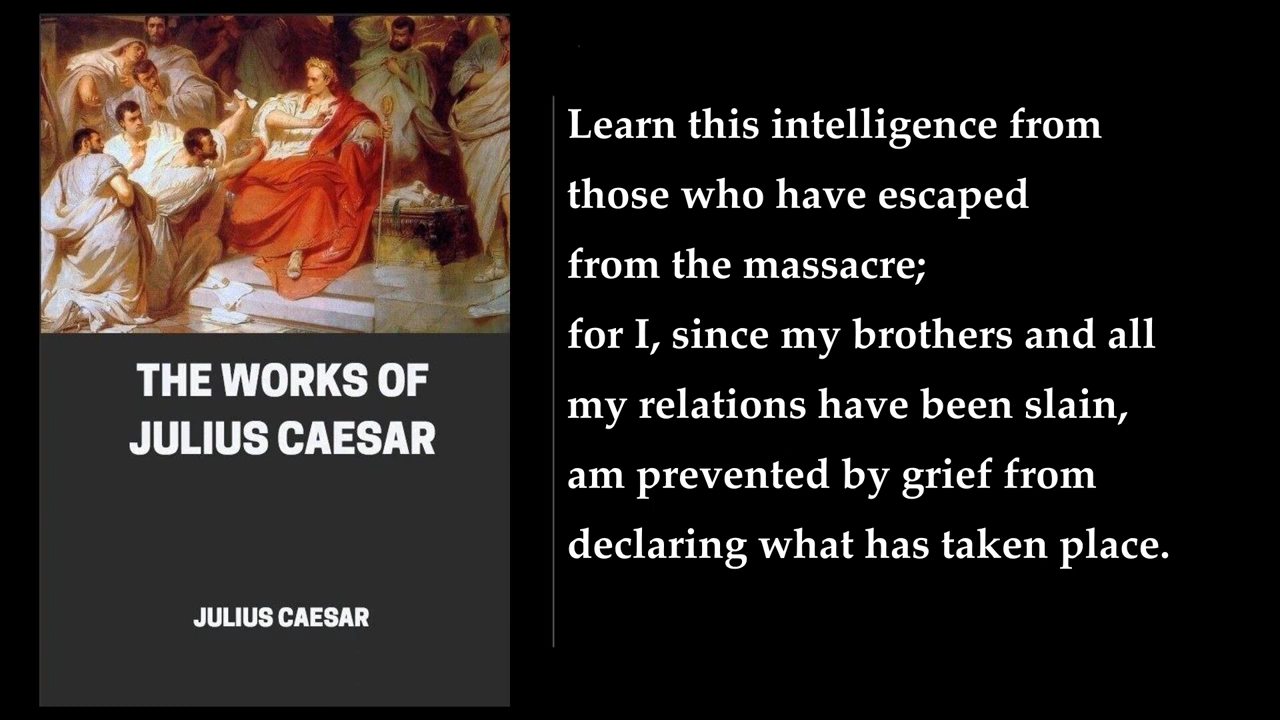 THE WORKS OF
JULIUS CAESAR
JULIUS CAESAR
Learn this intelligence from
those who have escaped
from the massacre;
for I, since my brothers and all
my relations have been slain,
am prevented by grief from
declaring what has taken place.